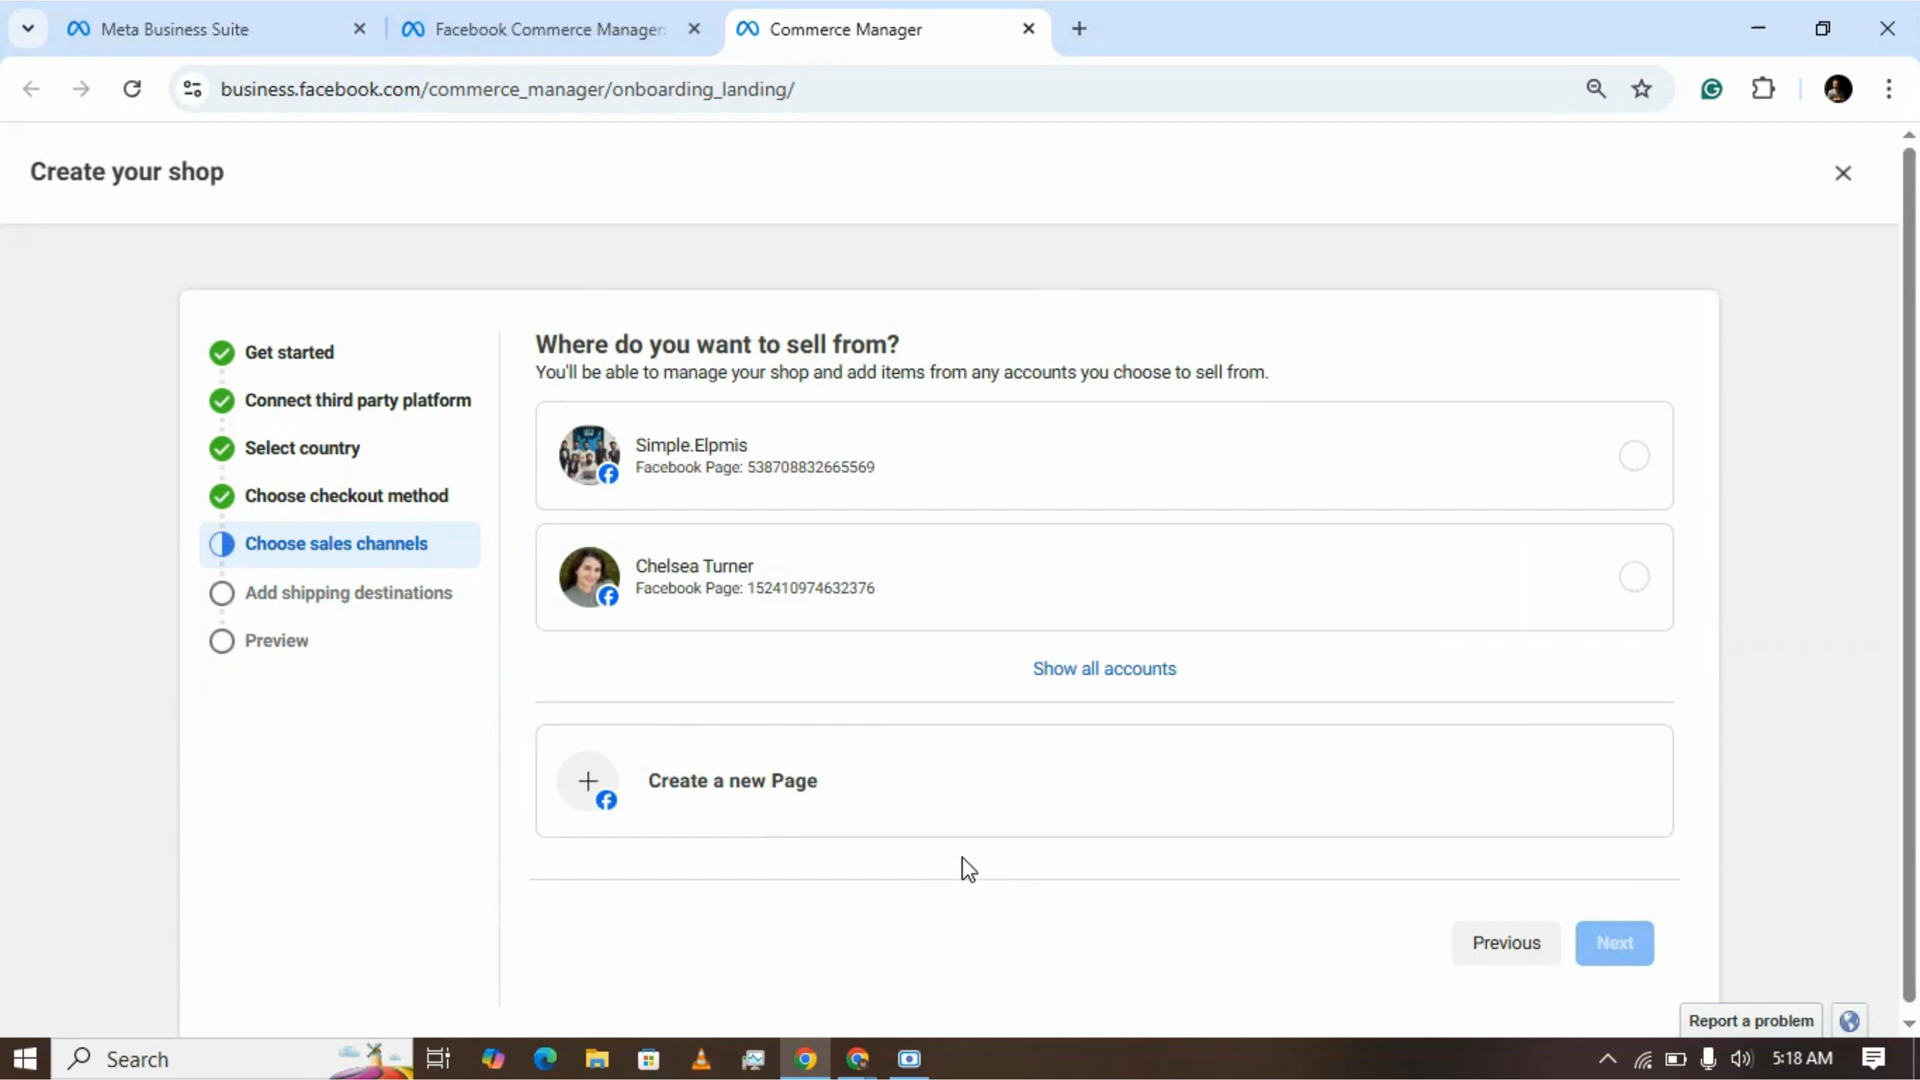 Meta Business Suite
Facebook Commerce Manager:
Commerce Manager
business.facebook.com/commerce_manager/onboarding_landing/
Create your shop
Get started
Connect third party platform
Select country
Choose checkout method
Choose sales channels
Add shipping destinations
Preview
Where do you want to sell from?
You'll be able to manage your shop and add items from any accounts you choose to sell from.
Simple.Elpmis
Facebook Page: 538708832665569
Chelsea Turner
Facebook Page: 152410974632376
Show all accounts
Create a new Page
Previous
Next
Report a problem
Search
5:18 AM